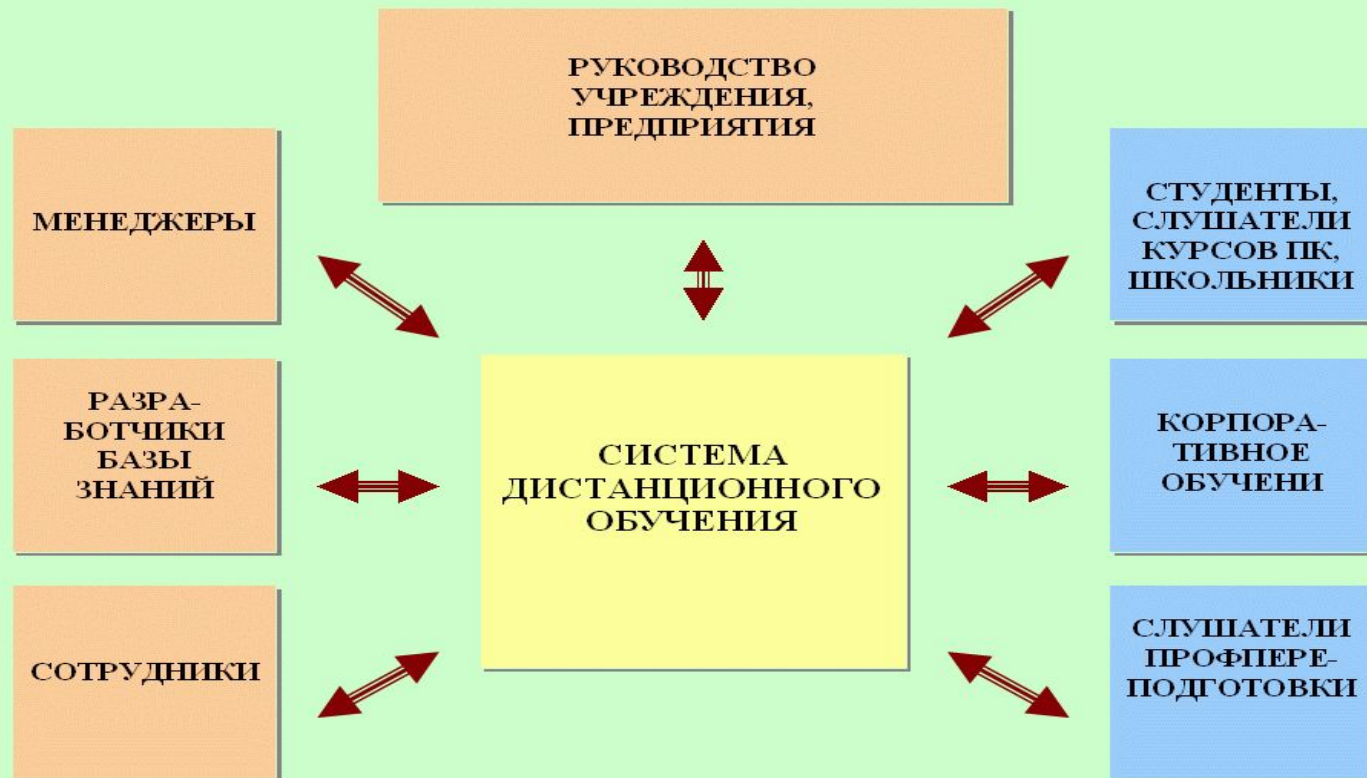 РУКОВОДСТВО
УЧРЕЖДЕНИЯ,
ПРЕДПРИЯТИЯ
МЕНЕДЖЕРЫ
СТУДЕНТЫ,
СЛУШАТЕЛИ
КУРСОВ ПК,
ШКОЛЬНИКИ
РАЗРА-
БОТЧИКИ
БАЗЫ
ЗНАНИЙ
СИСТЕМА
ДИСТАНЦИОННОГО
ОБУЧЕНИЯ
КОРПОРА-
ТИВНОЕ
ОБУЧЕНИ
СОТРУДНИКИ
СЛУШАТЕЛИ
ПРОФПЕРЕ-
ПОДГОТОВКИ